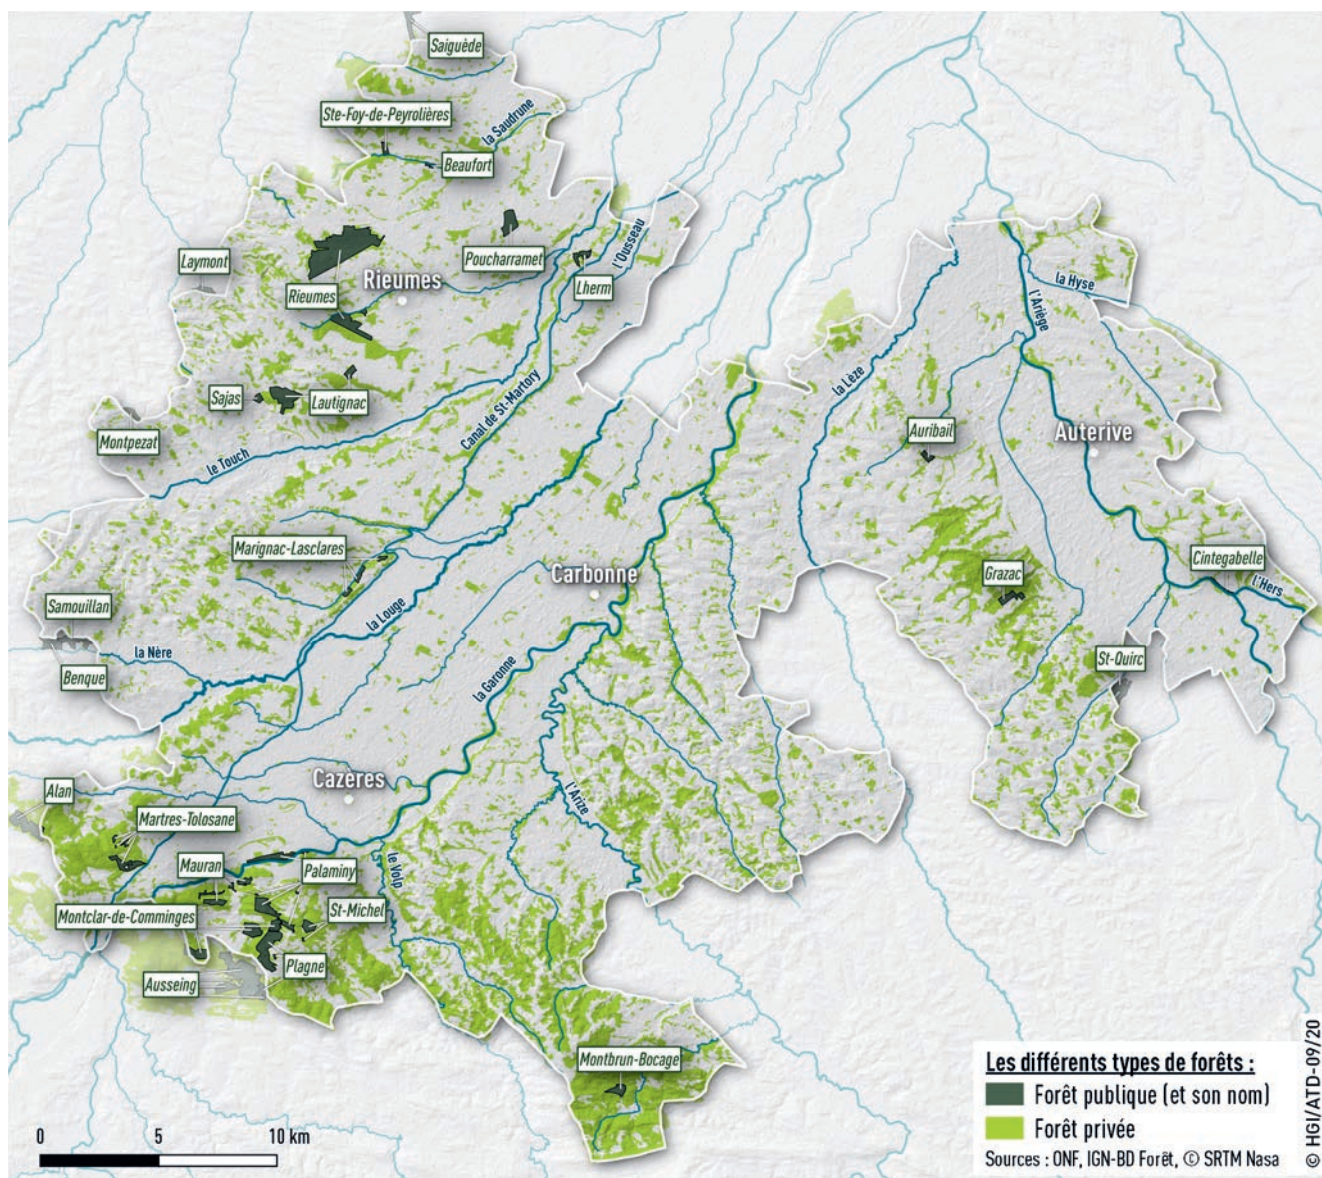 Saiguède
Ste-Foy-de-Peyrolières
la Saudrune
Beaufort
Laymont
Poucharramet
l'Ousseau
Lherm
Rieumes
Rieumes
la Hyse
l'Ariège
la Lèze
Sajas
Lautignac
Canal de St-Martory
Montpezat
le Touch
Auribail
Auterive
Marignac-Lasclares
Carbonne
Grazac
Cintegabelle
l'Hers
Samouillan
la Louge
la Nère
Benque
St-Quirc
la Garonne
Cazères
l'Arize
Alan
Martres-Tolosane
Mauran
Palaminy
le Volp
Montclar-de-Comminges
St-Michel
Plagne
Ausseing
Montbrun-Bocage
0 5 10 km
Les différents types de forêts :
Forêt publique (et son nom)
Forêt privée
Sources : ONF, IGN-BD Forêt, © SRTM Nasa
© HGI/ATD-09/20